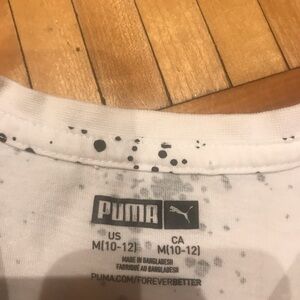 PUMA
US CA
M(10-12) M(10-12)
MADE IN BANGLADESH
FABRIQUÉ AU BANGLADESH
PUMA.COM/FOREVERBETTER